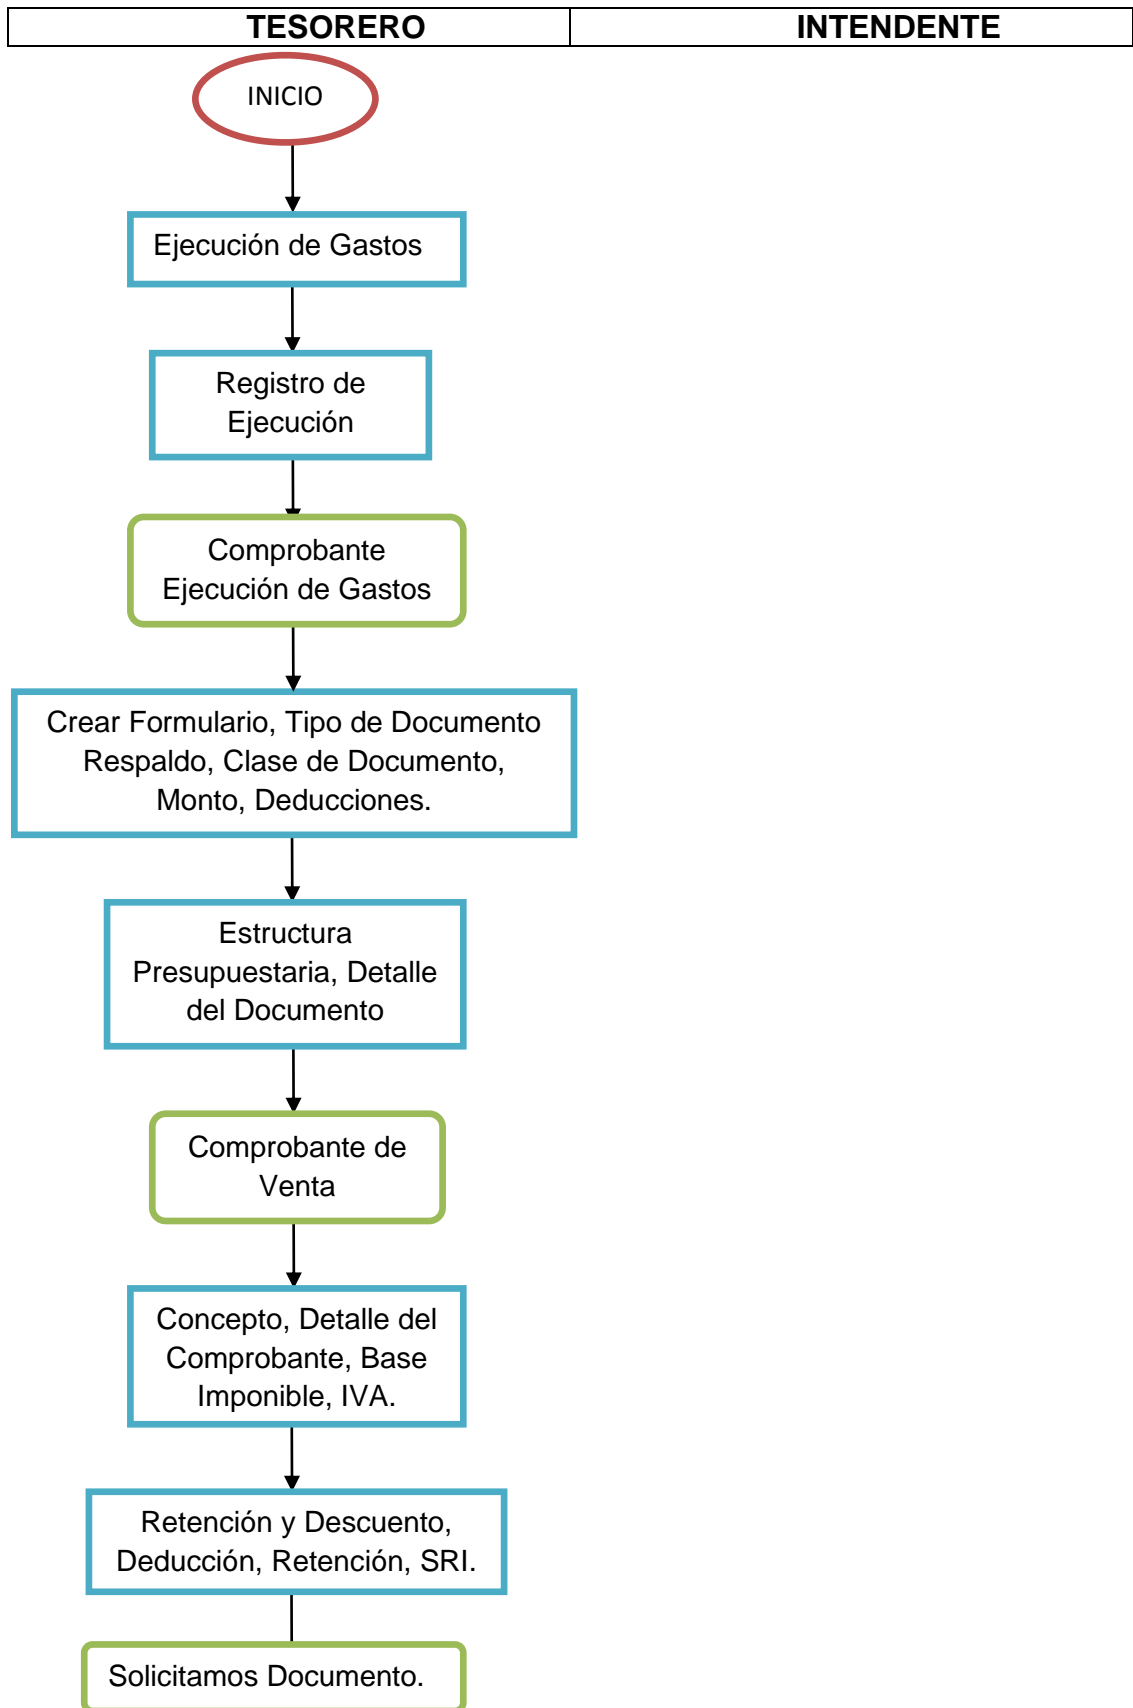 TESORERO INTENDENTE
INICIO
Ejecución de Gastos
Registro de
Ejecución
Comprobante
Ejecución de Gastos
Crear Formulario, Tipo de Documento
Respaldo, Clase de Documento,
Monto, Deducciones.
Estructura
Presupuestaria, Detalle
del Documento
Comprobante de
Venta
Concepto, Detalle del
Comprobante, Base
Imponible, IVA.
Retención y Descuento,
Deducción, Retención, SRI.
Solicitamos Documento.